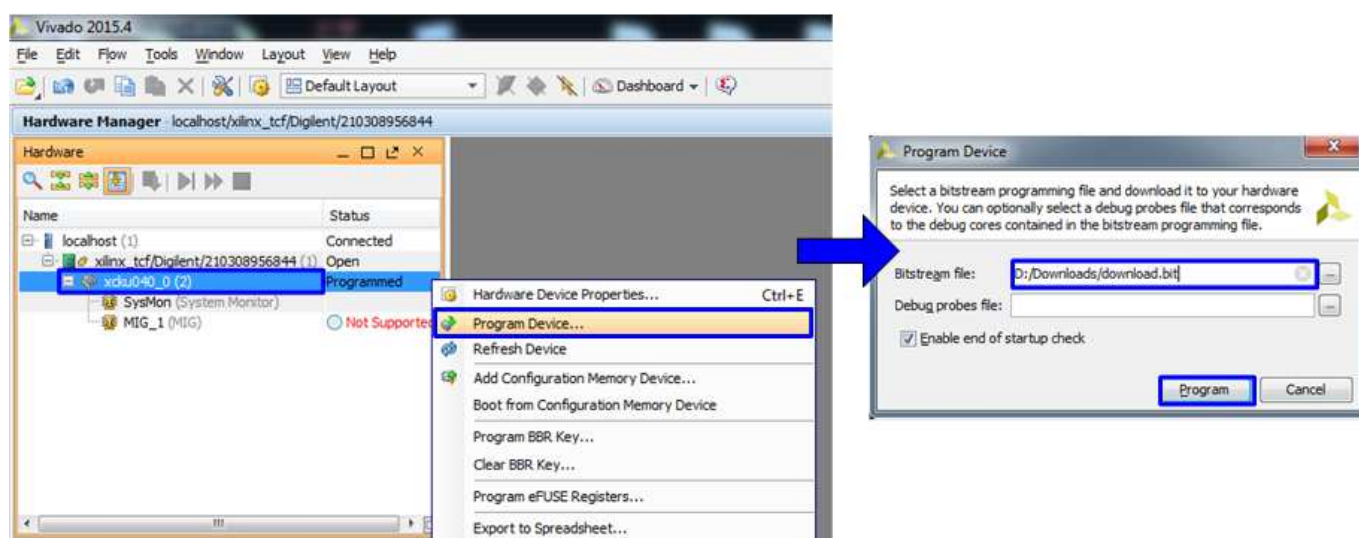 Vivado 2015.4
File Edit Flow Tools Window Layout View Help
Default Layout Dashboard
Hardware Manager - localhost/xilinx_tcf/Digilent/210308956844
Hardware
Name Status
localhost (1) Connected
xilinx_tcf/Digilent/210308956844 (1) Open
xcku040_0 (2) Programmed
SysMon (System Monitor)
MIG_1 (MIG) Not Supported
Hardware Device Properties... Ctrl+E
Program Device...
Refresh Device
Add Configuration Memory Device...
Boot from Configuration Memory Device
Program BBR Key...
Clear BBR Key...
Program eFUSE Registers...
Export to Spreadsheet...
Program Device
Select a bitstream programming file and download it to your hardware
device. You can optionally select a debug probes file that corresponds
to the debug cores contained in the bitstream programming file.
Bitstream file: D:/Downloads/download.bit
Debug probes file:
Enable end of startup check
Program Cancel